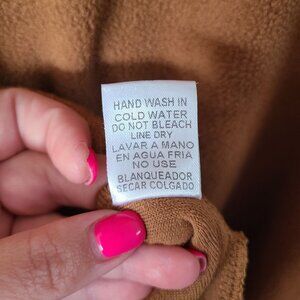 HAND WASH IN
COLD WATER
DO NOT BLEACH
LINE DRY
LAVAR A MANO
EN AGUA FRIA
NO USE
BLANQUEADOR
SECAR COLGADO